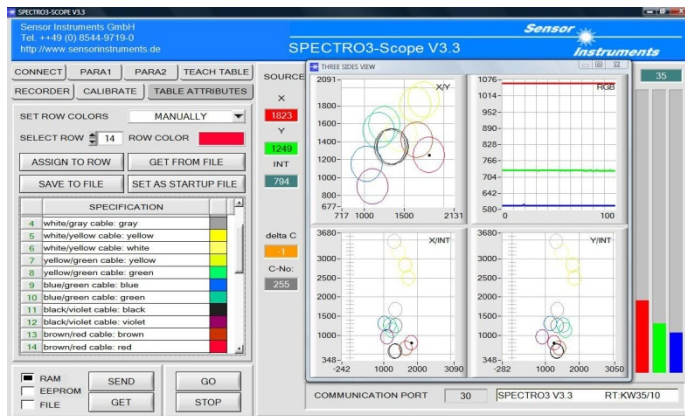 SPECTRO3-SCOPE V3.3
Sensor Instruments GmbH
Tel. ++49 (0) 8544-9719-0
http://www.sensorinstruments.de
SPECTRO3-Scope V3.3
Sensor
Instruments
CONNECT PARA1 PARA2 TEACH TABLE
RECORDER CALIBRATE TABLE ATTRIBUTES
SET ROW COLORS MANUALLY
SELECT ROW 14 ROW COLOR
ASSIGN TO ROW GET FROM FILE
SAVE TO FILE SET AS STARTUP FILE
SPECIFICATION
4 white/gray cable: gray
5 white/yellow cable: yellow
6 white/yellow cable: white
7 yellow/green cable: yellow
8 yellow/green cable: green
9 blue/green cable: blue
10 blue/green cable: green
11 black/violet cable: black
12 black/violet cable: violet
13 brown/red cable: brown
14 brown/red cable: red
RAM
EEPROM
FILE
SEND GO
GET STOP
SOURCE
X
1823
Y
1249
INT
794
delta C
-1
C-No:
255
THREE SIDES VIEW
X/Y
2091-
1800-
1600-
1400-
1200-
1000-
800-
677-
717 1000 1500 2131
RGB
1076-
1014-
952-
890-
828-
766-
704-
642-
580-
0 100
X/INT
3680-
3000-
2500-
2000-
1500-
1000-
348-
-242 1000 2000 3090
Y/INT
3680-
3000-
2500-
2000-
1500-
1000-
348-
-282 1000 2000 3050
35
COMMUNICATION PORT 30 SPECTRO3 V3.3 RT:KW35/10